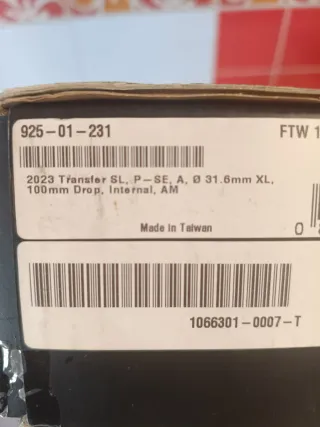 925-01-231
FTW 1
2023 Transfer SL, P-SE, A, Ø 31.6mm XL,
100mm Drop, Internal, AM
Made in Taiwan
0
1066301-0007-T